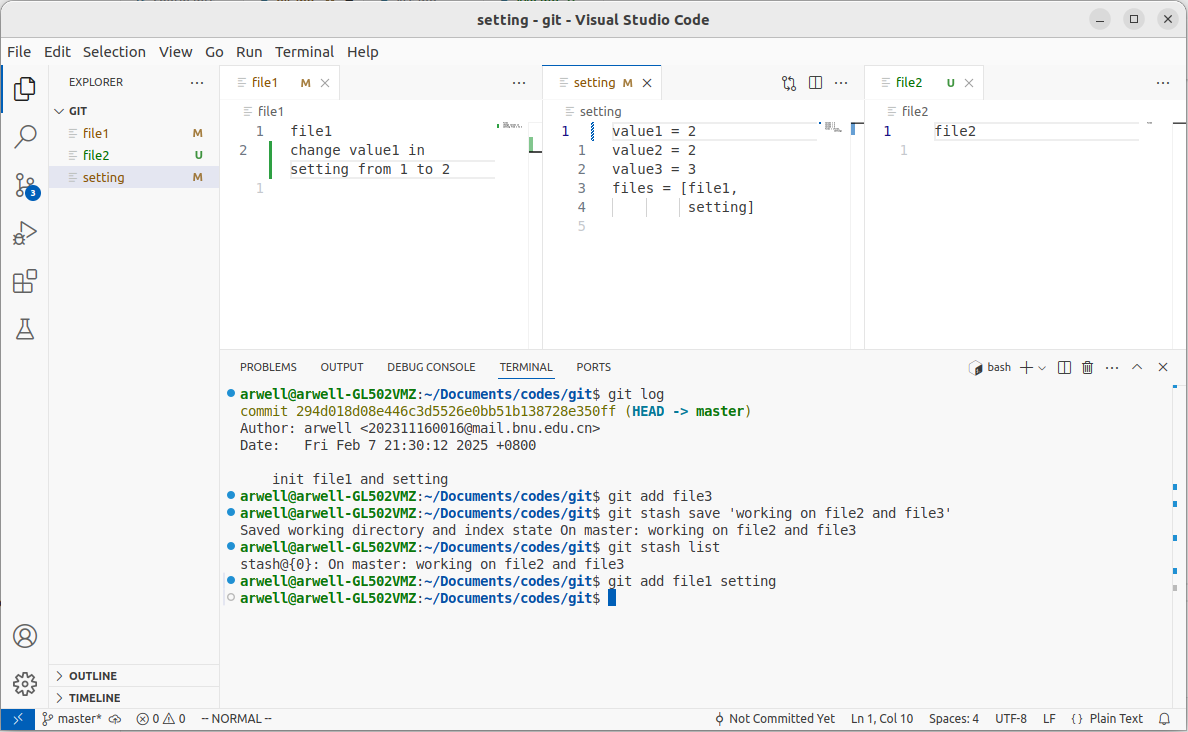 setting - git - Visual Studio Code
File Edit Selection View Go Run Terminal Help
EXPLORER
GIT
file1 M
file2 U
setting M
OUTLINE
TIMELINE
file1 M
file1
1 file1
2 change value1 in
setting from 1 to 2
1
setting M
setting
1 value1 = 2
1 value2 = 2
2 value3 = 3
3 files = [file1,
4 setting]
5
file2 U
file2
1 file2
1
3
PROBLEMS OUTPUT DEBUG CONSOLE TERMINAL PORTS
bash
arwell@arwell-GL502VMZ:~/Documents/codes/git$ git log
commit 294d018d08e446c3d5526e0bb51b138728e350ff (HEAD -> master)
Author: arwell <202311160016@mail.bnu.edu.cn>
Date:   Fri Feb 7 21:30:12 2025 +0800
init file1 and setting
arwell@arwell-GL502VMZ:~/Documents/codes/git$ git add file3
arwell@arwell-GL502VMZ:~/Documents/codes/git$ git stash save 'working on file2 and file3'
Saved working directory and index state On master: working on file2 and file3
arwell@arwell-GL502VMZ:~/Documents/codes/git$ git stash list
stash@{0}: On master: working on file2 and file3
arwell@arwell-GL502VMZ:~/Documents/codes/git$ git add file1 setting
arwell@arwell-GL502VMZ:~/Documents/codes/git$
master* 0 0 -- NORMAL -- Not Committed Yet Ln 1, Col 10 Spaces: 4 UTF-8 LF {} Plain Text